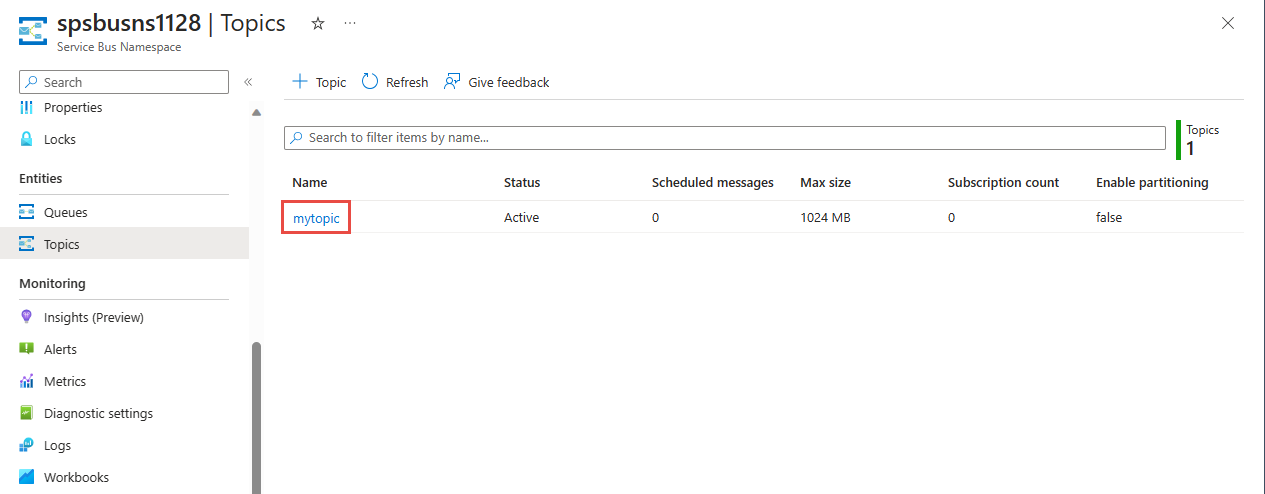 spsbusns1128 | Topics ☆ ···
Service Bus Namespace
Search «
Properties
Locks
Entities
Queues
Topics
Monitoring
Insights (Preview)
Alerts
Metrics
Diagnostic settings
Logs
Workbooks
+ Topic Refresh Give feedback
Search to filter items by name...
Topics
1
Name Status Scheduled messages Max size Subscription count Enable partitioning
mytopic Active 0 1024 MB 0 false